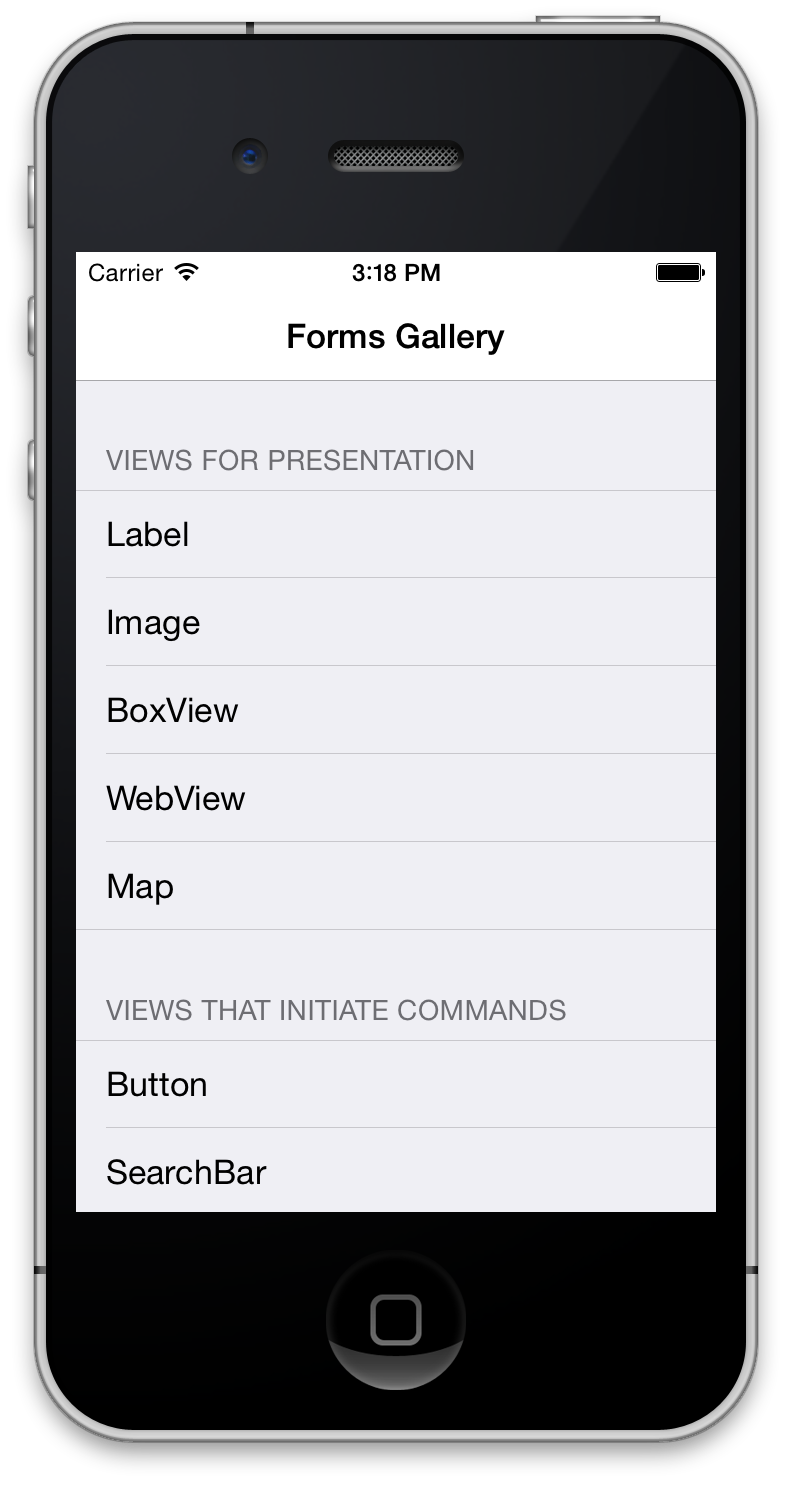 Carrier 3:18 PM
Forms Gallery
VIEWS FOR PRESENTATION
Label
Image
BoxView
WebView
Map
VIEWS THAT INITIATE COMMANDS
Button
SearchBar